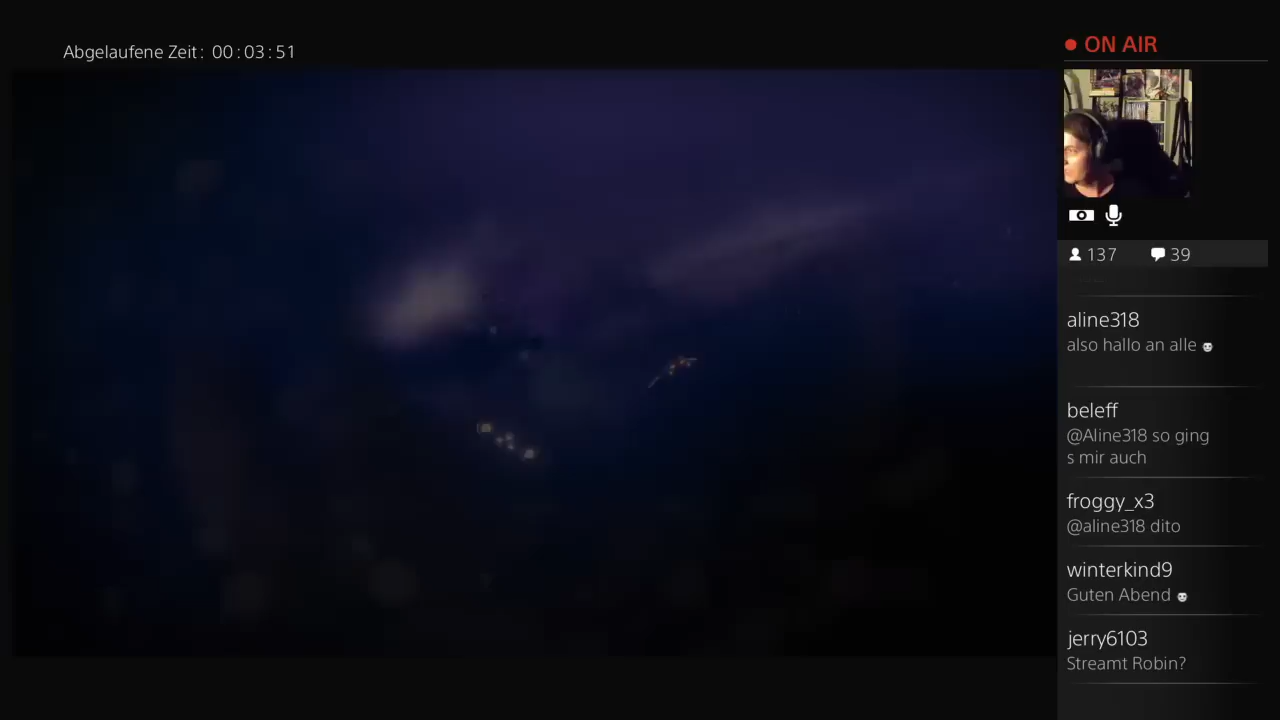 Abgelaufene Zeit: 00:03:51
ON AIR
137 39
aline318
also hallo an alle
beleff
@Aline318 so ging
s mir auch
froggy_x3
@aline318 dito
winterkind9
Guten Abend
jerry6103
Streamt Robin?